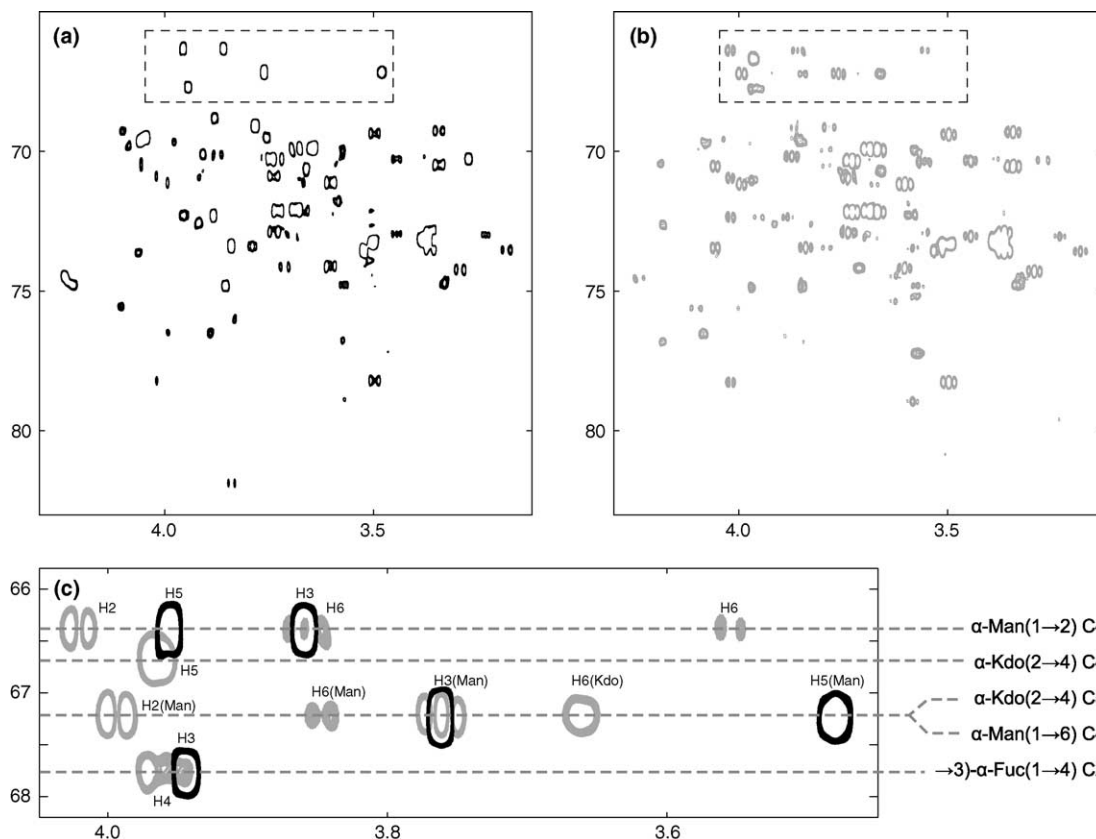 (a)
(b)
70
75
80
4.0
3.5
70
75
80
4.0
3.5
(c)
66
67
68
H2
H5
H3
H6
H6
α-Man(1→2) C
H5
α-Kdo(2→4) C
H2(Man)
H6(Man)
H3(Man)
H6(Kdo)
H5(Man)
α-Kdo(2→4) C
α-Man(1→6) C
H3
H4
→3)-α-Fuc(1→4) C
4.0
3.8
3.6